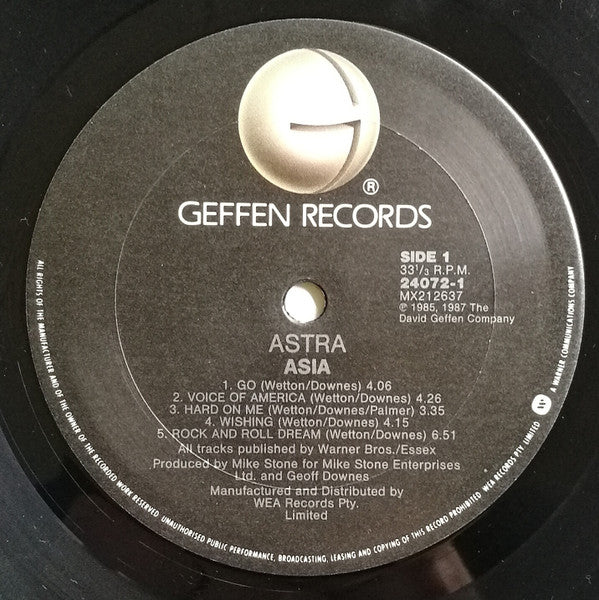 ®
GEFFEN RECORDS
SIDE 1
33⅓ R.P.M.
24072-1
MX212637
℗ 1985, 1987 The
David Geffen Company
ASTRA
ASIA
1. GO (Wetton/Downes) 4.06
2. VOICE OF AMERICA (Wetton/Downes) 4.26
3. HARD ON ME (Wetton/Downes/Palmer) 3.35
4. WISHING (Wetton/Downes) 4.15
5. ROCK AND ROLL DREAM (Wetton/Downes) 6.51
All tracks published by Warner Bros./Essex
Produced by Mike Stone for Mike Stone Enterprises
Ltd. and Geoff Downes
Manufactured and Distributed by
WEA Records Pty.
Limited
ALL RIGHTS OF THE MANUFACTURER AND OF THE OWNER OF THE RECORDED WORK RESERVED. UNAUTHORISED PUBLIC PERFORMANCE, BROADCASTING, LEASING AND COPYING OF THIS RECORD PROHIBITED. WEA RECORDS PTY LIMITED A WARNER COMMUNICATIONS COMPANY